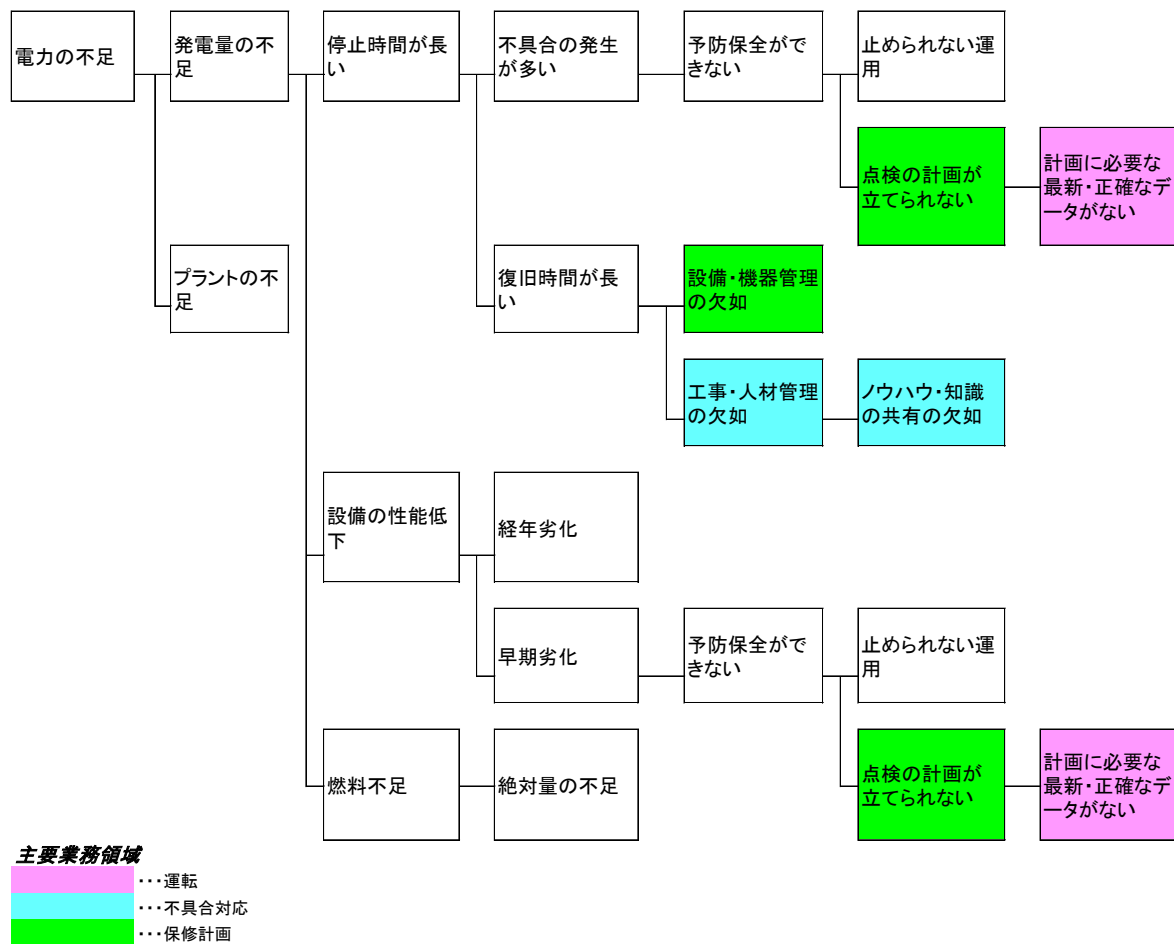 電力の不足
発電量の不
足
停止時間が長
い
不具合の発生
が多い
予防保全がで
きない
止められない運
用
点検の計画が
立てられない
計画に必要な
最新・正確なデ
ータがない
プラントの不
足
復旧時間が長
い
設備・機器管理
の欠如
工事・人材管理
の欠如
ノウハウ・知識
の共有の欠如
設備の性能低
下
経年劣化
早期劣化
予防保全がで
きない
止められない運
用
燃料不足
絶対量の不足
点検の計画が
立てられない
計画に必要な
最新・正確なデ
ータがない
主要業務領域
・・・運転
・・・不具合対応
・・・保修計画